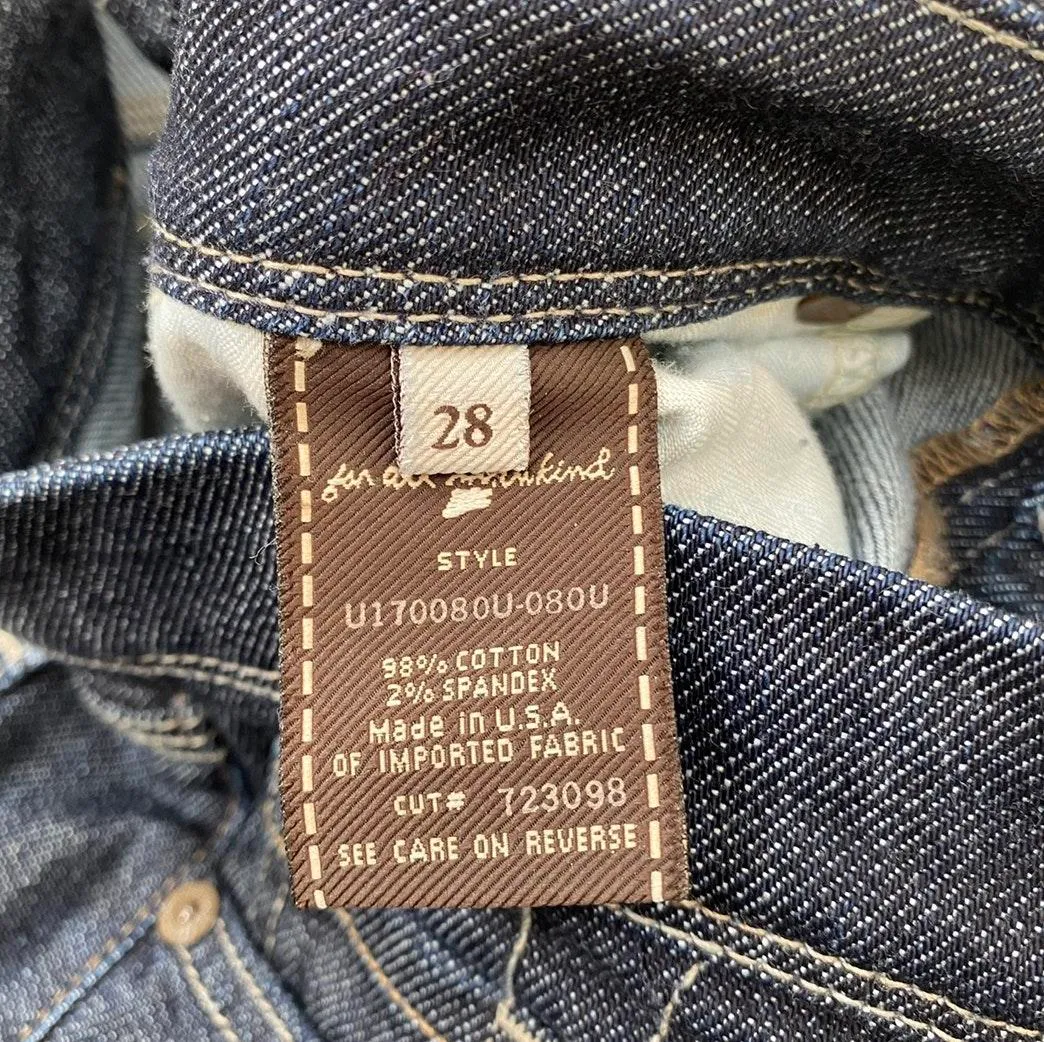 28
for all mankind
STYLE
U170080U-080U
98% COTTON
2% SPANDEX
Made in U.S.A.
OF IMPORTED FABRIC
CUT# 723098
SEE CARE ON REVERSE